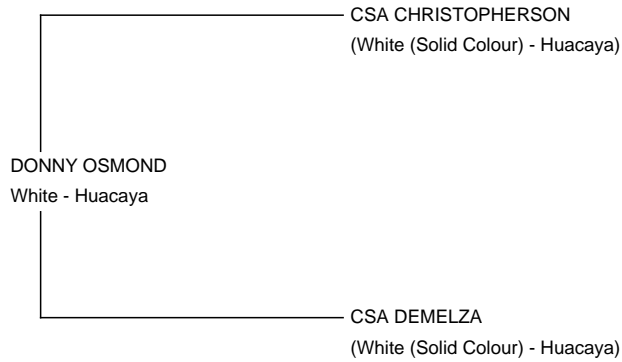 CSA CHRISTOPHERSON
(White (Solid Colour) - Huacaya)
DONNY OSMOND
White - Huacaya
CSA DEMELZA
(White (Solid Colour) - Huacaya)